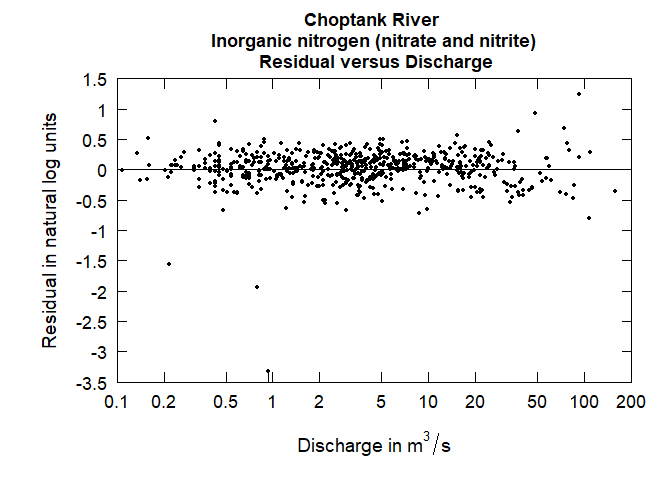 Choptank River
Inorganic nitrogen (nitrate and nitrite)
Residual versus Discharge
Residual in natural log units
1.5
1
0.5
0
-0.5
-1
-1.5
-2
-2.5
-3
-3.5
0.1 0.2 0.5 1 2 5 10 20 50 100 200
Discharge in m³/s